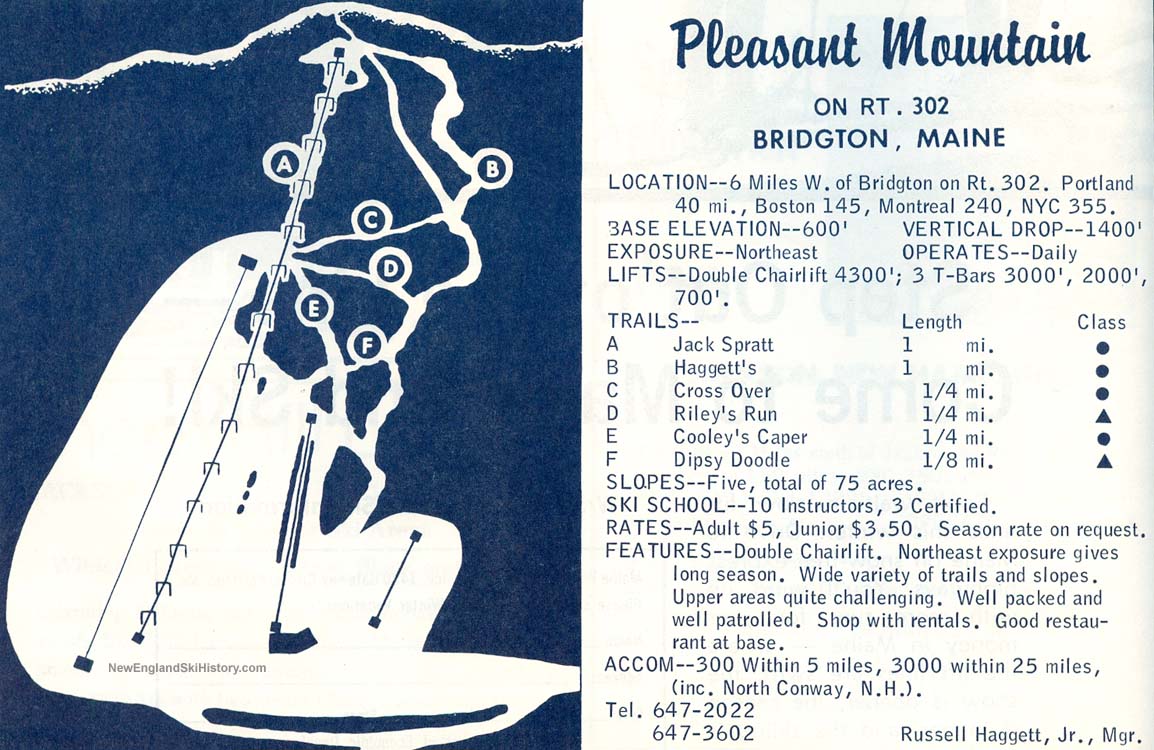 Pleasant Mountain
ON RT. 302
BRIDGTON, MAINE
LOCATION--6 Miles W. of Bridgton on Rt. 302. Portland
40 mi., Boston 145, Montreal 240, NYC 355.
BASE ELEVATION--600' VERTICAL DROP--1400'
EXPOSURE--Northeast OPERATES--Daily
LIFTS--Double Chairlift 4300'; 3 T-Bars 3000', 2000',
700'.
TRAILS-- Length Class
A Jack Spratt 1 mi. ●
B Haggett's 1 mi. ●
C Cross Over 1/4 mi. ●
D Riley's Run 1/4 mi. ▲
E Cooley's Caper 1/4 mi. ●
F Dipsy Doodle 1/8 mi. ▲
SLOPES--Five, total of 75 acres.
SKI SCHOOL--10 Instructors, 3 Certified.
RATES--Adult $5, Junior $3.50. Season rate on request.
FEATURES--Double Chairlift. Northeast exposure gives
long season. Wide variety of trails and slopes.
Upper areas quite challenging. Well packed and
well patrolled. Shop with rentals. Good restau-
rant at base.
ACCOM--300 Within 5 miles, 3000 within 25 miles,
(inc. North Conway, N.H.).
Tel. 647-2022
647-3602 Russell Haggett, Jr., Mgr.
A
B
C
D
E
F
NewEnglandSkiHistory.com